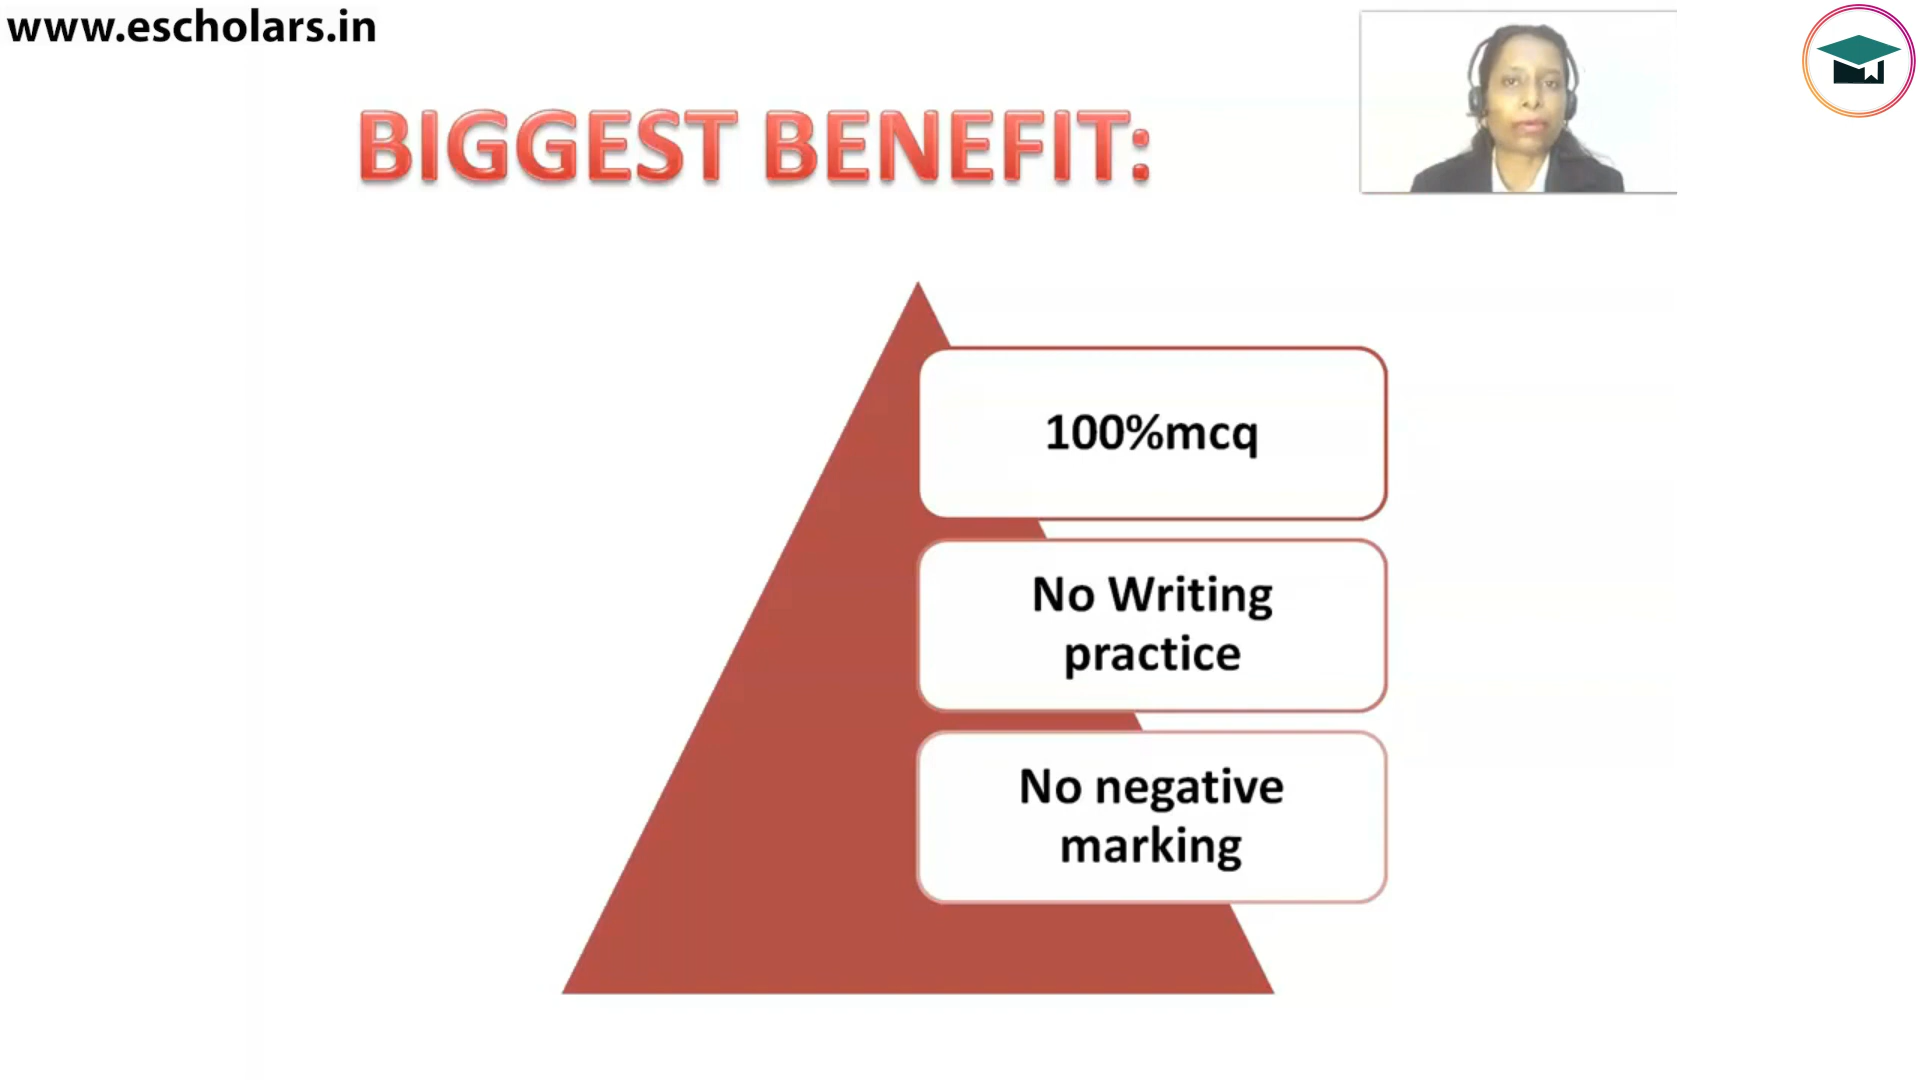 www.escholars.in
BIGGEST BENEFIT:
100%mcq
No Writing
practice
No negative
marking